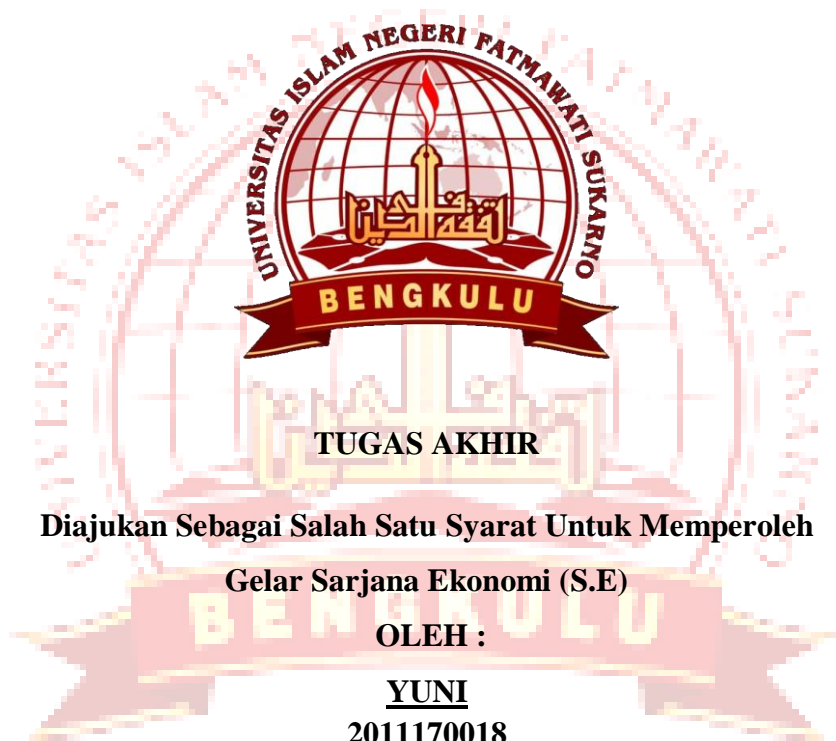 UNIVERSITAS ISLAM NEGERI FATMAWATI SUKARNO
BENGKULU
TUGAS AKHIR
Diajukan Sebagai Salah Satu Syarat Untuk Memperoleh
Gelar Sarjana Ekonomi (S.E)
OLEH :
YUNI
2011170018